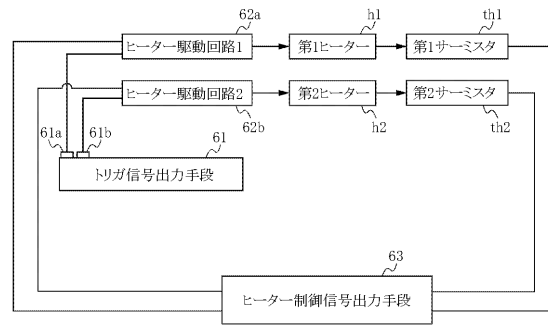 62a
h1
th1
ヒーター駆動回路1
第1ヒーター
第1サーミスタ
ヒーター駆動回路2
第2ヒーター
第2サーミスタ
61a
61b
61
62b
h2
th2
トリガ信号出力手段
63
ヒーター制御信号出力手段